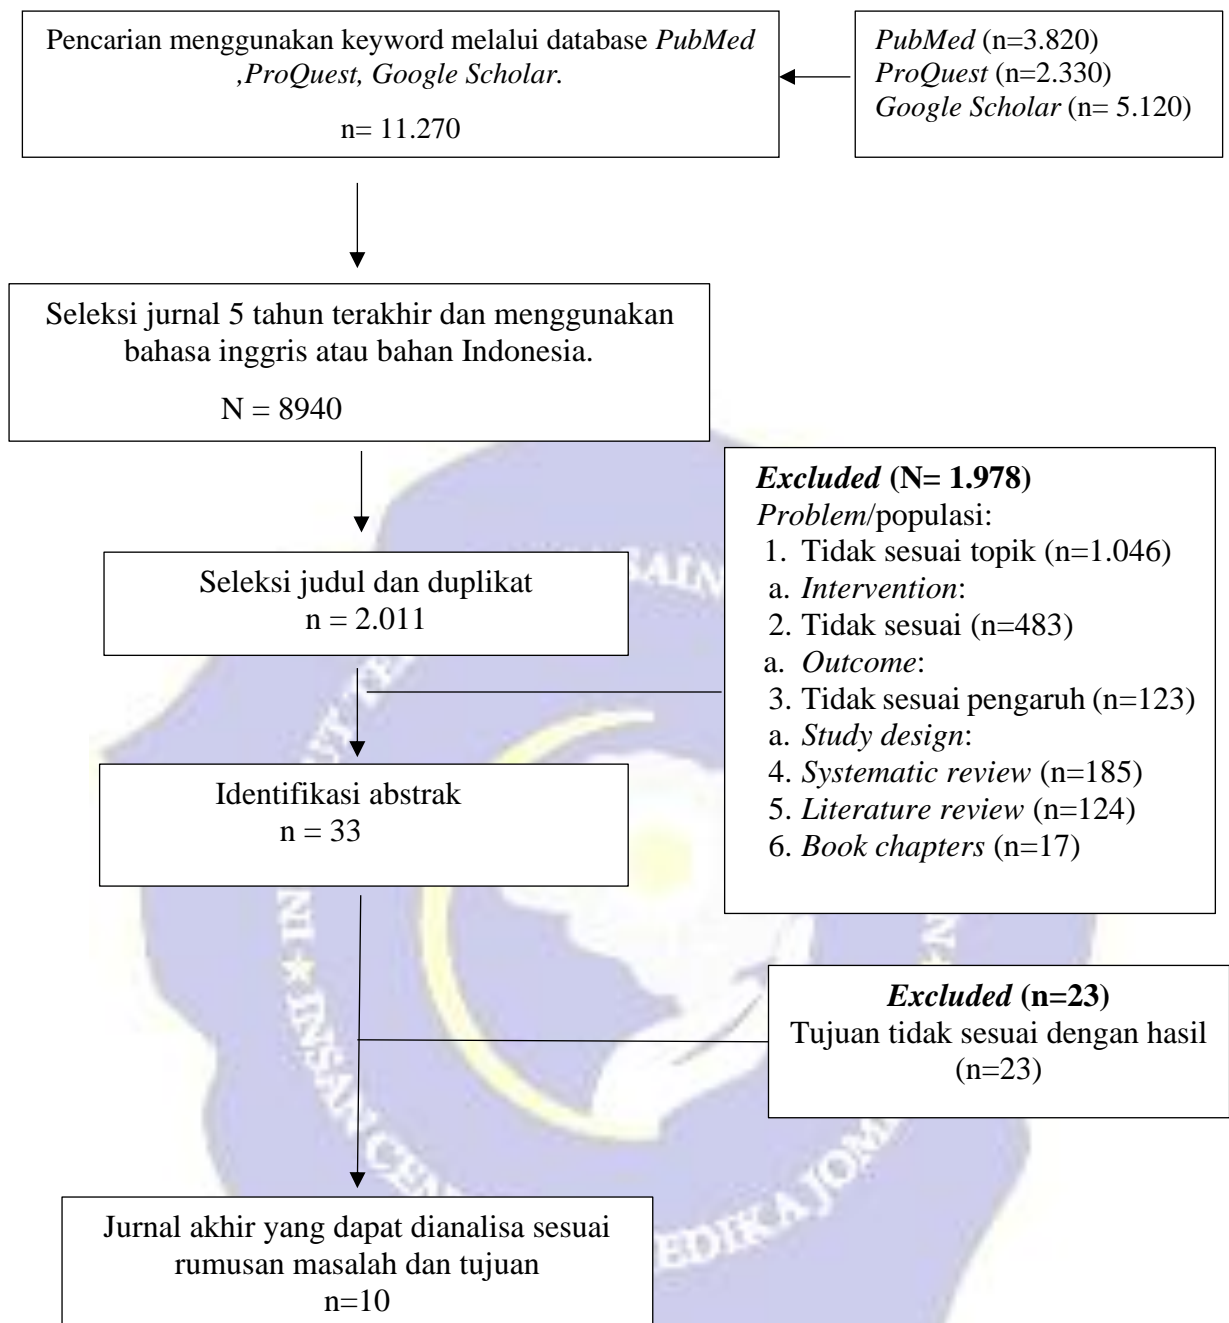 Pencarian menggunakan keyword melalui database PubMed
,ProQuest, Google Scholar.
n= 11.270
PubMed (n=3.820)
ProQuest (n=2.330)
Google Scholar (n= 5.120)
Seleksi jurnal 5 tahun terakhir dan menggunakan
bahasa inggris atau bahan Indonesia.
N = 8940
Excluded (N= 1.978)
Problem/populasi:
1. Tidak sesuai topik (n=1.046)
a. Intervention:
2. Tidak sesuai (n=483)
a. Outcome:
3. Tidak sesuai pengaruh (n=123)
a. Study design:
4. Systematic review (n=185)
5. Literature review (n=124)
6. Book chapters (n=17)
Seleksi judul dan duplikat
n = 2.011
Identifikasi abstrak
n = 33
Excluded (n=23)
Tujuan tidak sesuai dengan hasil
(n=23)
Jurnal akhir yang dapat dianalisa sesuai
rumusan masalah dan tujuan
n=10
INSAN CEN
EDIKA JOM